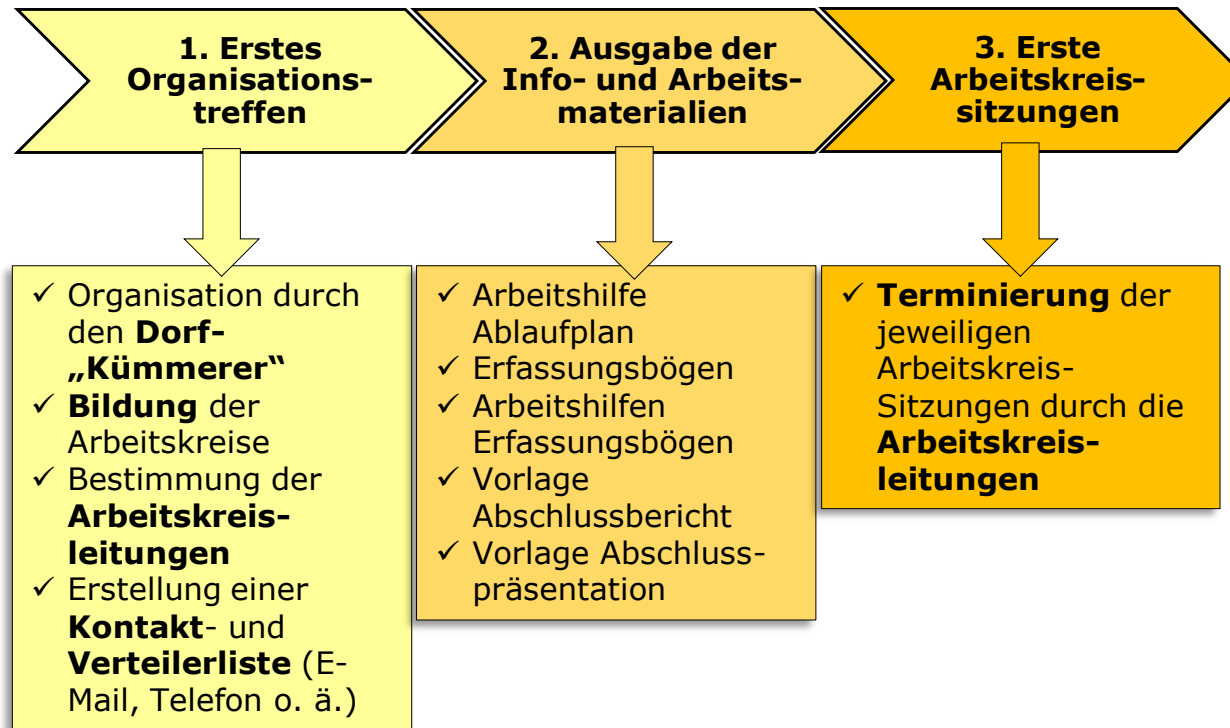 1. Erstes
Organisations-
treffen
2. Ausgabe der
Info- und Arbeits-
materialien
3. Erste
Arbeitskreis-
sitzungen
✓ Organisation durch
den Dorf-
„Kümmerer“
✓ Bildung der
Arbeitskreise
✓ Bestimmung der
Arbeitskreis-
leitungen
✓ Erstellung einer
Kontakt- und
Verteilerliste (E-
Mail, Telefon o. ä.)
✓ Arbeitshilfe
Ablaufplan
✓ Erfassungsbögen
✓ Arbeitshilfen
Erfassungsbögen
✓ Vorlage
Abschlussbericht
✓ Vorlage Abschluss-
präsentation
✓ Terminierung der
jeweiligen
Arbeitskreis-
Sitzungen durch die
Arbeitskreis-
leitungen